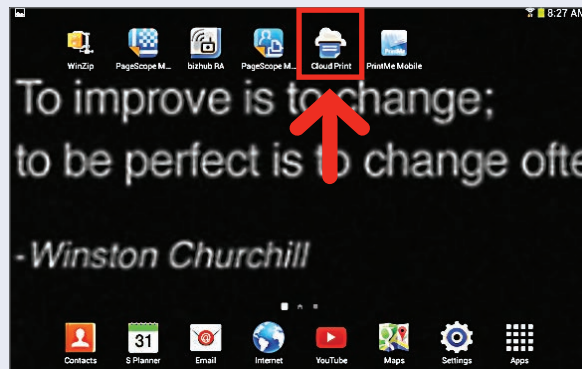 8:27 AM
WinZip PageScope M... bizhub RA PageScope M... Cloud Print PrintMe Mobile
To improve is to change;
to be perfect is to change ofte
-Winston Churchill
31
Contacts S Planner Email Internet YouTube Maps Settings Apps